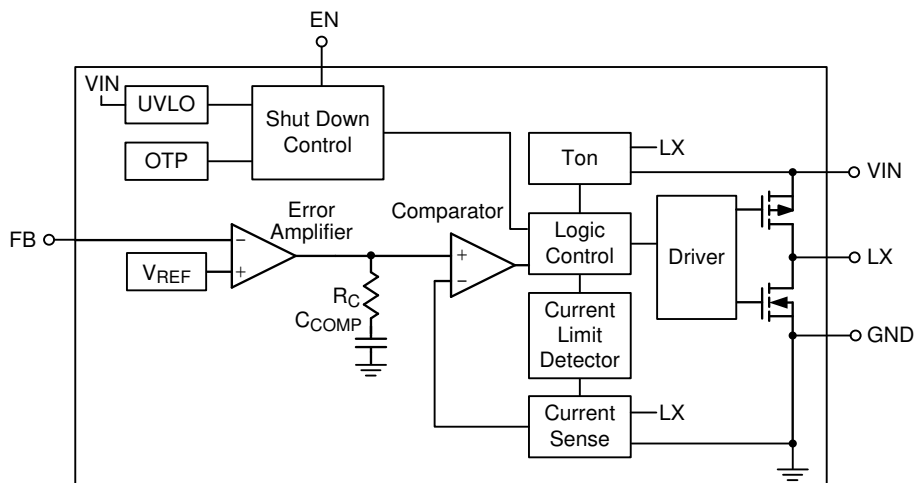 EN
VIN
UVLO
Shut Down
Control
OTP
Ton
LX
VIN
Error
Amplifier
Comparator
FB
−
+
VREF
+
−
Logic
Control
Driver
LX
RC
CCOMP
Current
Limit
Detector
GND
Current
Sense
LX